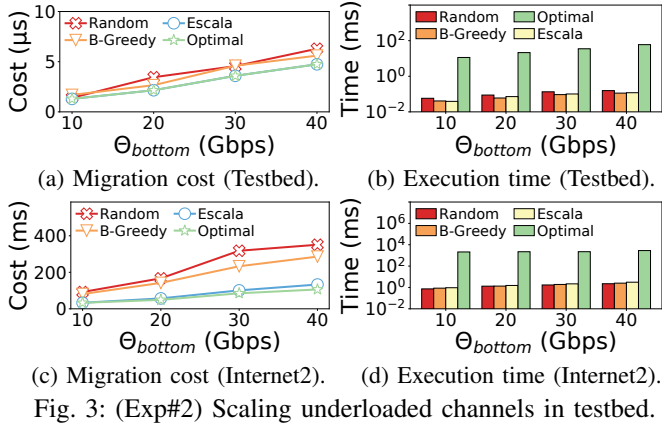 Random
Escala
B-Greedy
Optimal
Cost (μs)
10
5
0
10
20
30
40
Θbottom (Gbps)
(a) Migration cost (Testbed).
Random
Optimal
B-Greedy
Escala
Time (ms)
10^2
10^0
10^-2
10
20
30
40
Θbottom (Gbps)
(b) Execution time (Testbed).
Random
Escala
B-Greedy
Optimal
Cost (ms)
400
200
0
10
20
30
40
Θbottom (Gbps)
(c) Migration cost (Internet2).
Random
Escala
B-Greedy
Optimal
Time (ms)
10^6
10^4
10^2
10^0
10^-2
10
20
30
40
Θbottom (Gbps)
(d) Execution time (Internet2).
Fig. 3: (Exp#2) Scaling underloaded channels in testbed.